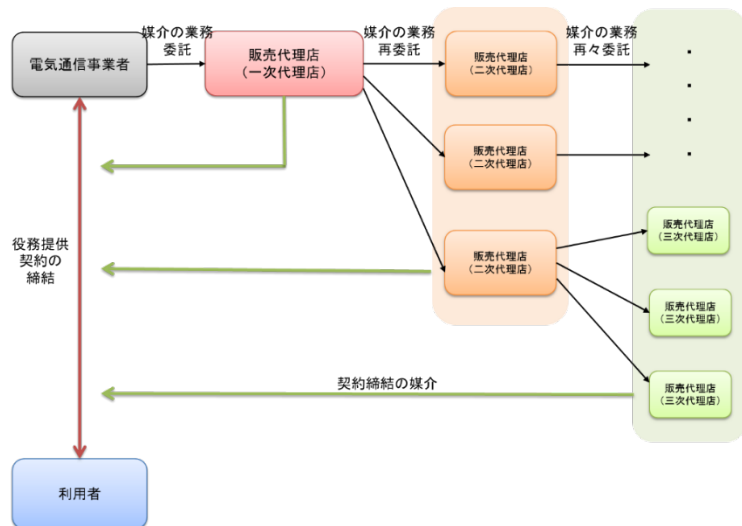 媒介の業務
委託
媒介の業務
再委託
媒介の業務
再々委託
電気通信事業者
販売代理店
（一次代理店）
販売代理店
（二次代理店）
販売代理店
（二次代理店）
販売代理店
（二次代理店）
・
・
・
・
販売代理店
（三次代理店）
販売代理店
（三次代理店）
販売代理店
（三次代理店）
役務提供
契約の
締結
契約締結の媒介
利用者